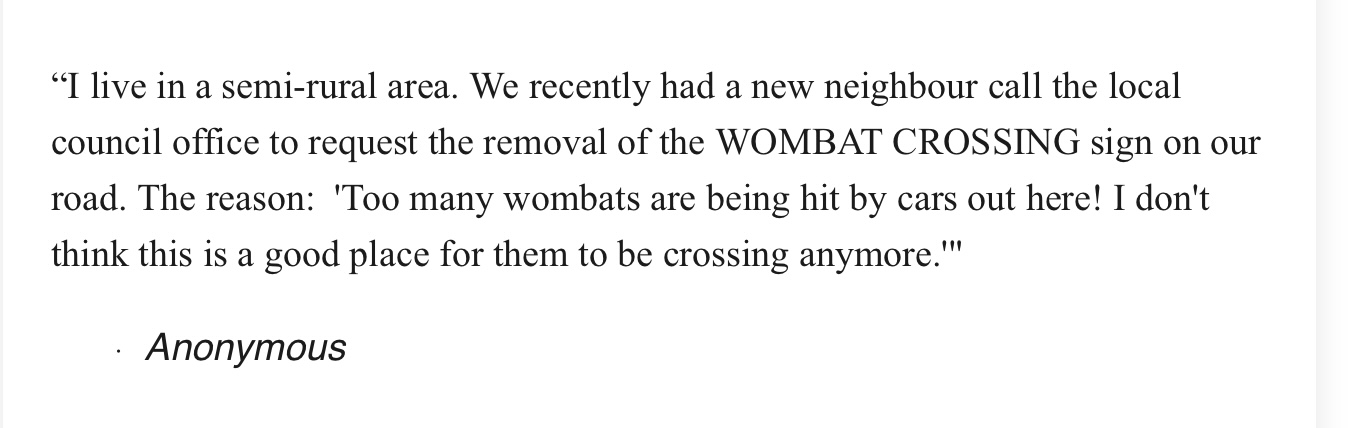 “I live in a semi-rural area. We recently had a new neighbour call the local
council office to request the removal of the WOMBAT CROSSING sign on our
road. The reason:  'Too many wombats are being hit by cars out here! I don't
think this is a good place for them to be crossing anymore.'"
· Anonymous